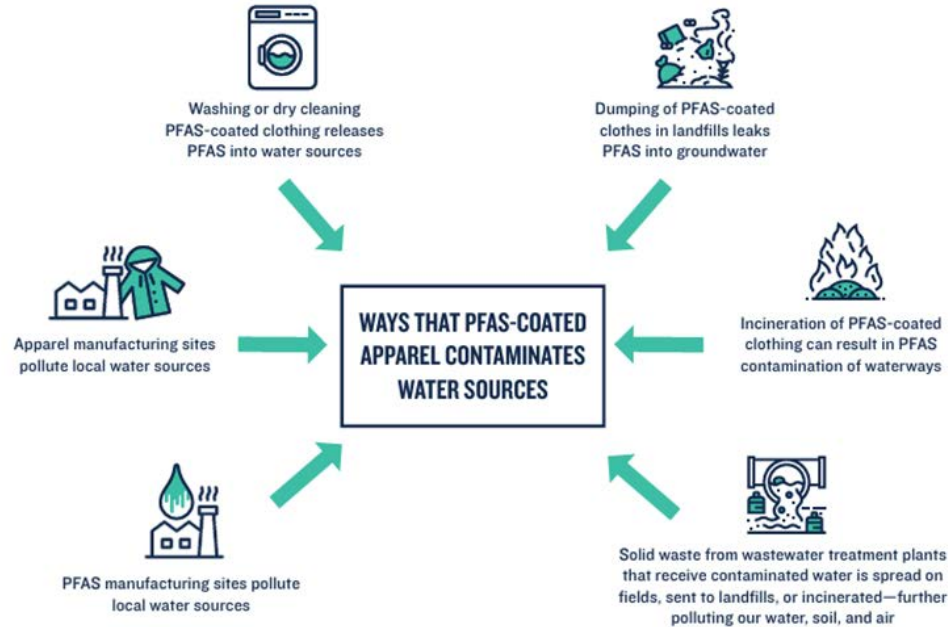 Washing or dry cleaning
PFAS-coated clothing releases
PFAS into water sources
Dumping of PFAS-coated
clothes in landfills leaks
PFAS into groundwater
Apparel manufacturing sites
pollute local water sources
WAYS THAT PFAS-COATED
APPAREL CONTAMINATES
WATER SOURCES
Incineration of PFAS-coated
clothing can result in PFAS
contamination of waterways
PFAS manufacturing sites pollute
local water sources
Solid waste from wastewater treatment plants
that receive contaminated water is spread on
fields, sent to landfills, or incinerated—further
polluting our water, soil, and air